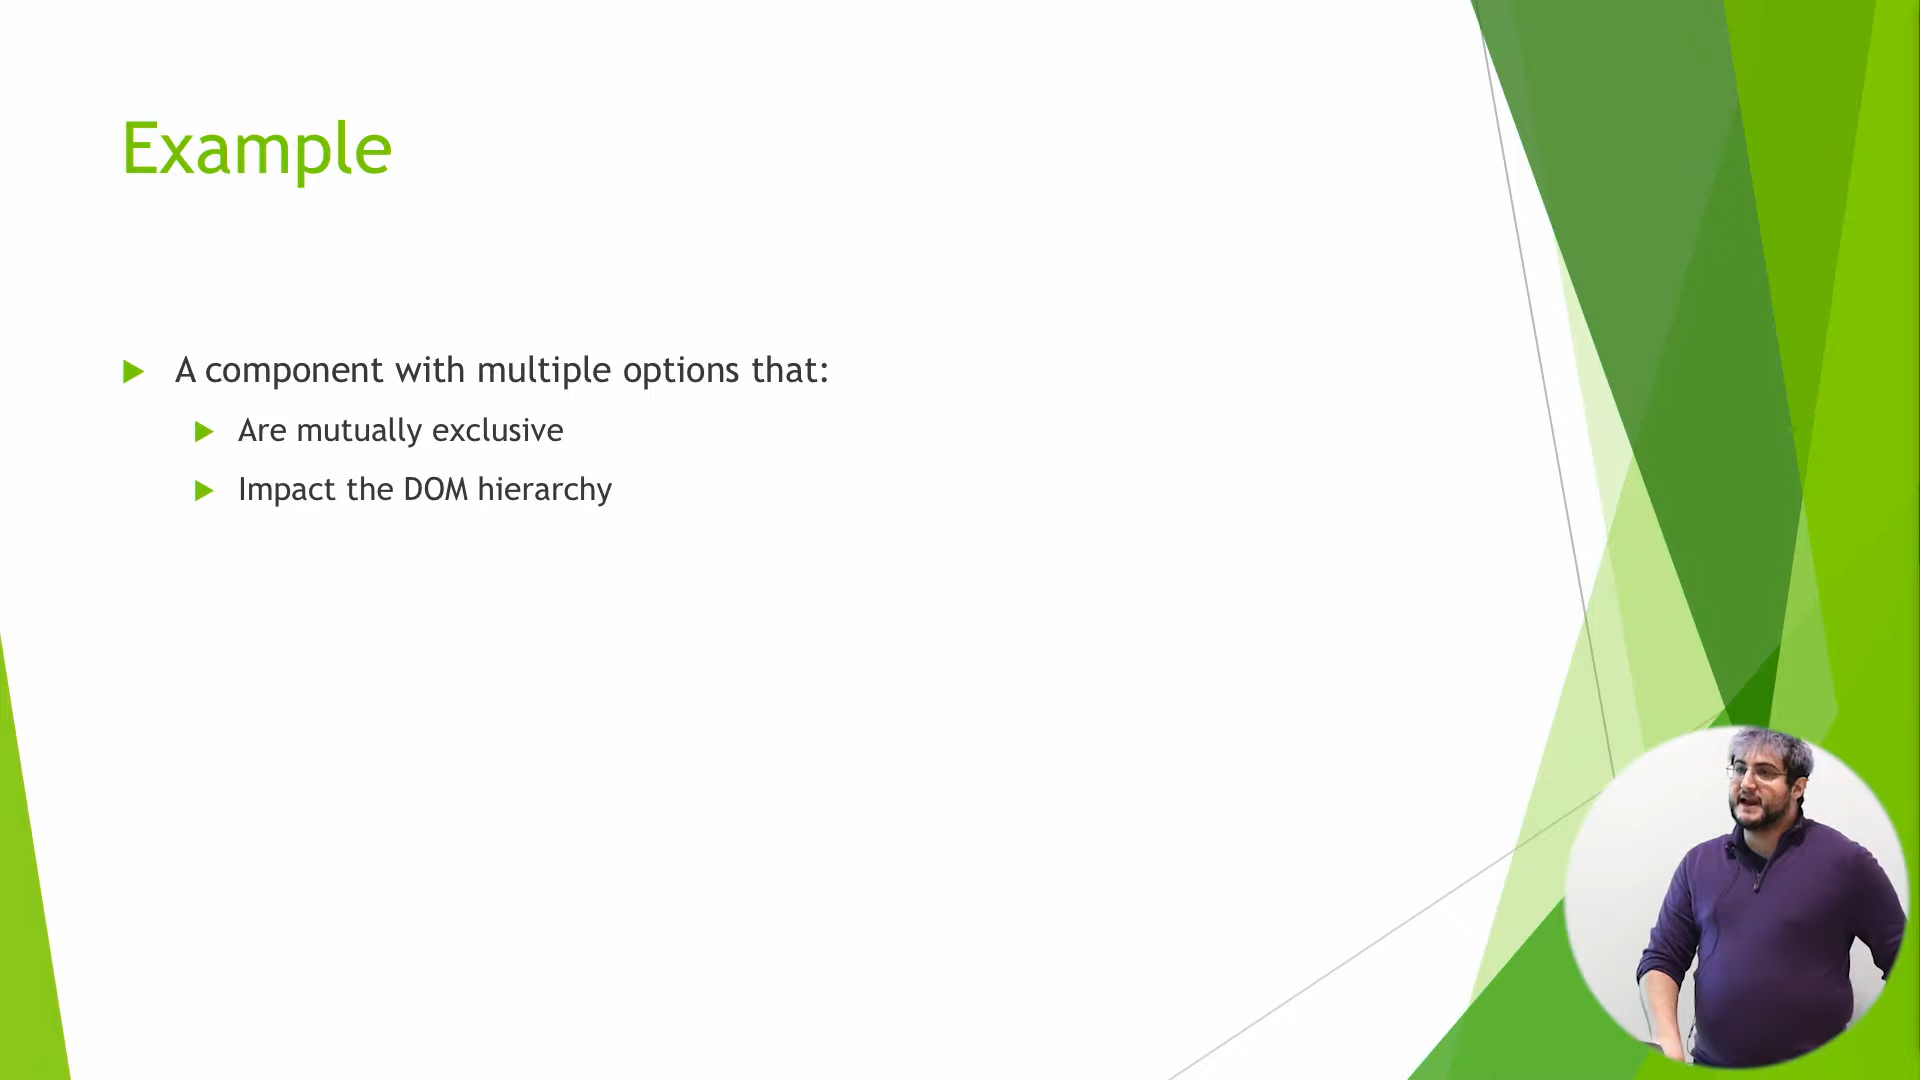 Example
A component with multiple options that:
Are mutually exclusive
Impact the DOM hierarchy